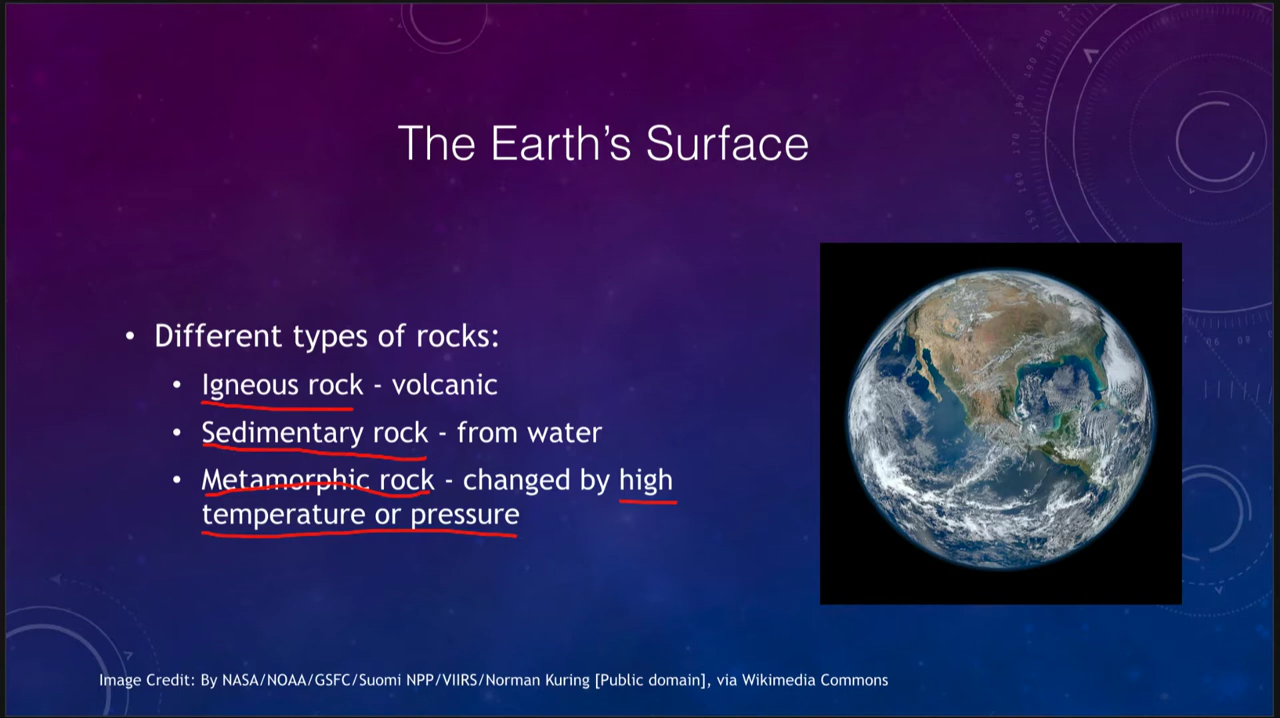 The Earth’s Surface
• Different types of rocks:
• Igneous rock - volcanic
• Sedimentary rock - from water
• Metamorphic rock - changed by high
temperature or pressure
Image Credit: By NASA/NOAA/GSFC/Suomi NPP/VIIRS/Norman Kuring [Public domain], via Wikimedia Commons